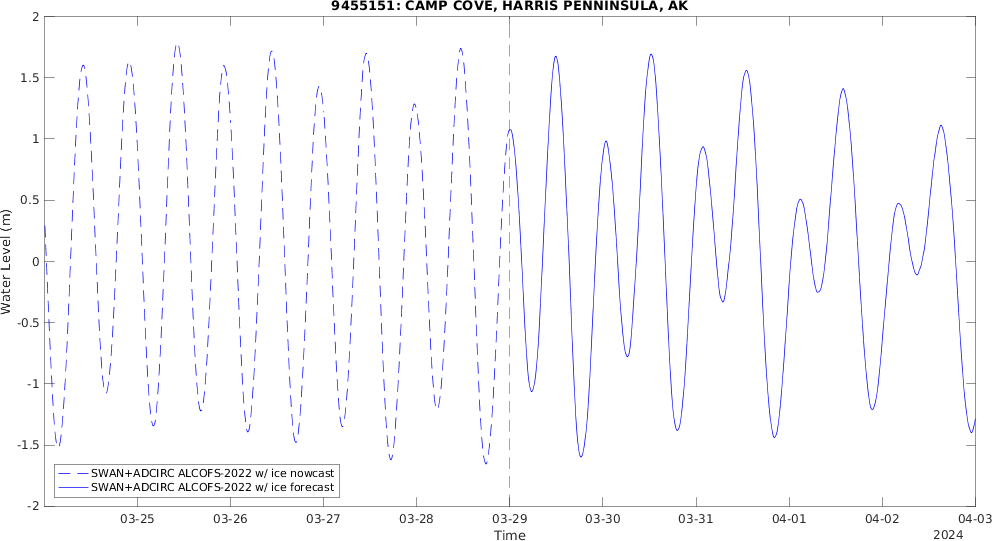 9455151: CAMP COVE, HARRIS PENNINSULA, AK
2
1.5
1
0.5
0
-0.5
-1
-1.5
-2
Water Level (m)
SWAN+ADCIRC ALCOFS-2022 w/ ice nowcast
SWAN+ADCIRC ALCOFS-2022 w/ ice forecast
03-25 03-26 03-27 03-28 03-29 03-30 03-31 04-01 04-02 04-03
Time
2024